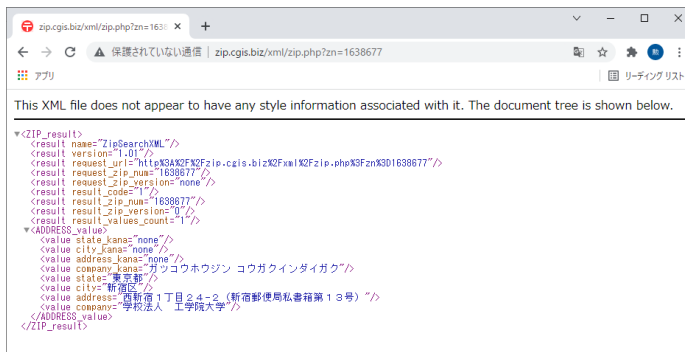 zip.cgis.biz/xml/zip.php?zn=1638
保護されていない通信 | zip.cgis.biz/xml/zip.php?zn=1638677
アプリ
リーディング リスト
This XML file does not appear to have any style information associated with it. The document tree is shown below.
▼<ZIP_result>
<result name="ZipSearchXML"/>
<result version="1.01"/>
<result request_url="http%3A%2F%2Fzip.cgis.biz%2Fxml%2Fzip.php%3Fzn%3D1638677"/>
<result request_zip_num="1638677"/>
<result request_zip_version="none"/>
<result result_code="1"/>
<result result_zip_num="1638677"/>
<result result_zip_version="0"/>
<result result_values_count="1"/>
▼<ADDRESS_value>
<value state_kana="none"/>
<value city_kana="none"/>
<value address_kana="none"/>
<value company_kana="ガツコウホウジン コウガクインダイガク"/>
<value state="東京都"/>
<value city="新宿区"/>
<value address="西新宿１丁目２４−２（新宿郵便局私書箱第１３号）"/>
<value company="学校法人　工学院大学"/>
</ADDRESS_value>
</ZIP_result>